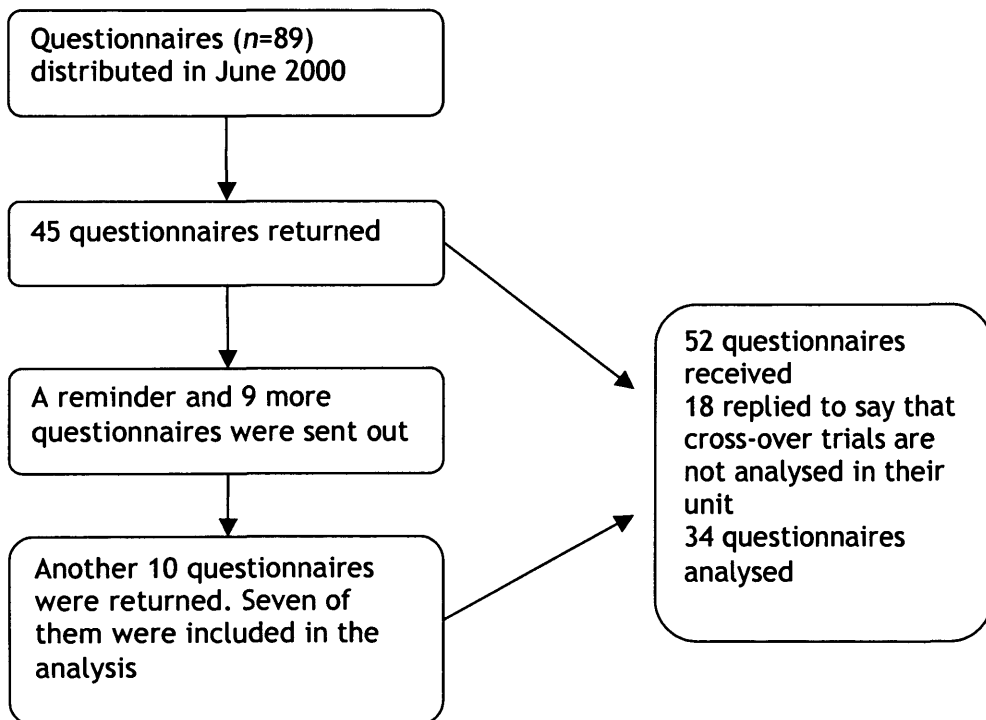 Questionnaires (n=89)
distributed in June 2000
45 questionnaires returned
A reminder and 9 more
questionnaires were sent out
Another 10 questionnaires
were returned. Seven of
them were included in the
analysis
52 questionnaires
received
18 replied to say that
cross-over trials are
not analysed in their
unit
34 questionnaires
analysed